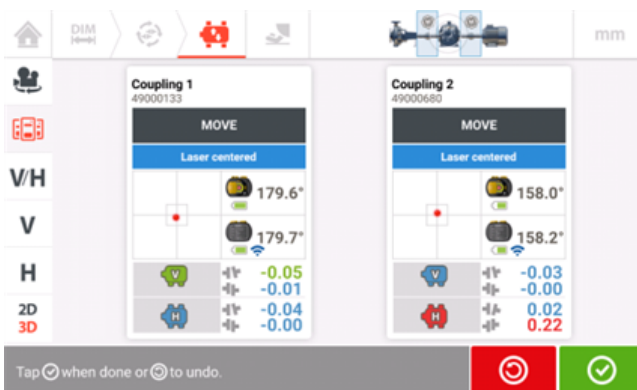 DIM
mm
V/H
V
H
2D
3D
Coupling 1
49000133
MOVE
Laser centered
179.6°
179.7°
V
-0.05
-0.01
H
-0.04
-0.00
Coupling 2
49000680
MOVE
Laser centered
158.0°
158.2°
V
-0.03
-0.00
H
0.02
0.22
Tap when done or to undo.